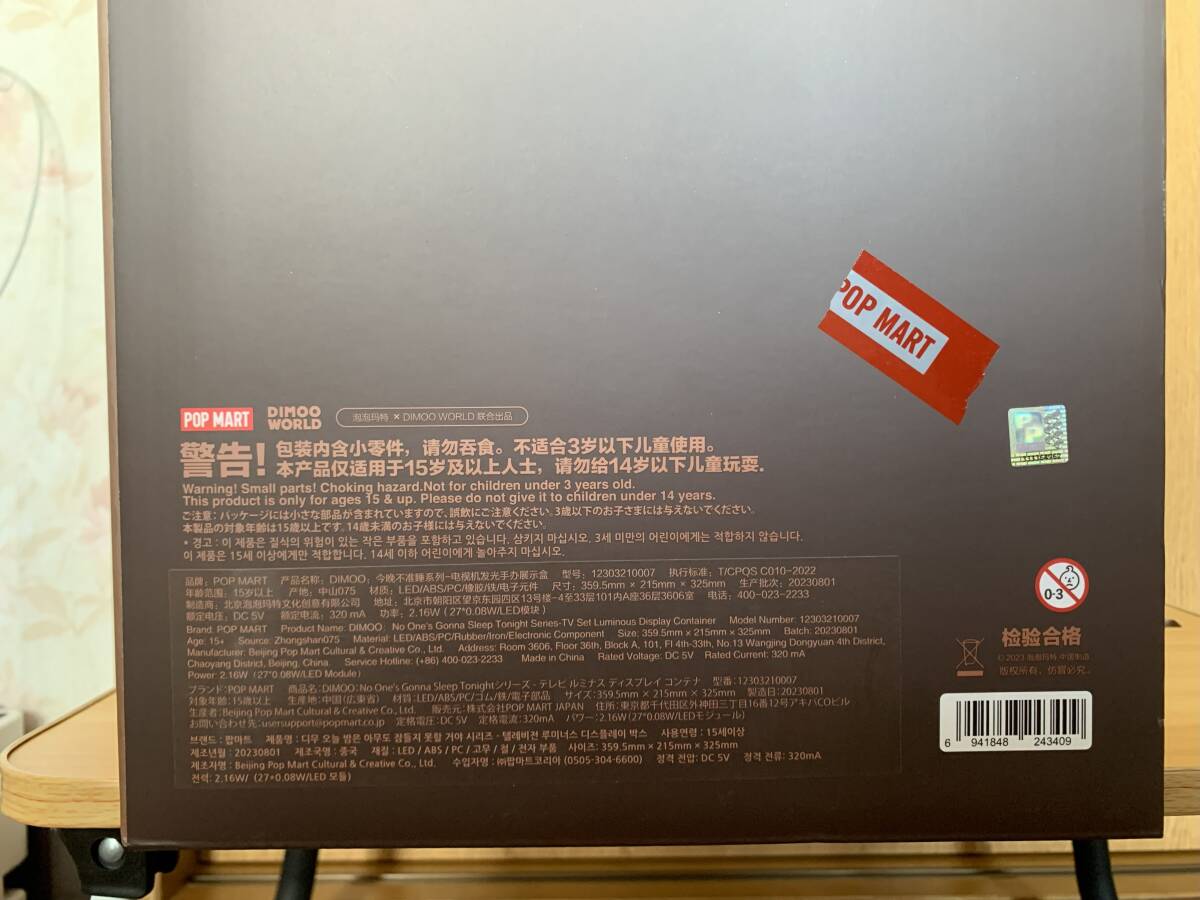 POP MART
POP MART DIMOO WORLD 泡泡玛特 × DIMOO WORLD 联合出品
警告! 包装内含小零件，请勿吞食。不适合3岁以下儿童使用。
本产品仅适用于15岁及以上人士，请勿给14岁以下儿童玩耍.
Warning! Small parts! Choking hazard.Not for children under 3 years old.
This product is only for ages 15 & up. Please do not give it to children under 14 years.
ご注意：パッケージには小さな部品が含まれていますので、誤飲にご注意ください。3歳以下のお子さまには与えないでください。
本製品の対象年齢は15歳以上です。14歳未満のお子様には与えないでください。
* 경고 : 이 제품은 질식의 위험이 있는 작은 부품을 포함하고 있습니다. 삼키지 마십시오. 3세 미만의 어린이에게는 적합하지 않습니다.
이 제품은 15세 이상에게만 적합합니다. 14세 이하 어린이에게 놀아주지 마십시오.
品牌：POP MART 产品名称：DIMOO：今晚不准睡系列-电视机发光手办展示盒 型号：12303210007 执行标准：T/CPQS C010-2022
年龄范围：15岁以上 产地：中山075 材质：LED/ABS/PC/橡胶/铁/电子元件 尺寸：359.5mm × 215mm × 325mm 生产批次：20230801
制造商：北京泡泡玛特文化创意有限公司 地址：北京市朝阳区望京东园四区13号楼-4至33层101内A座36层3606室 电话：400-023-2233
额定电压：DC 5V 额定电流：320 mA 功率：2.16W (27*0.08W/LED模块)
Brand: POP MART Product Name: DIMOO：No One's Gonna Sleep Tonight Series-TV Set Luminous Display Container Model Number: 12303210007
Age: 15+ Source: Zhongshan075 Material: LED/ABS/PC/Rubber/Iron/Electronic Component Size: 359.5mm × 215mm × 325mm Batch: 20230801
Manufacturer: Beijing Pop Mart Cultural & Creative Co., Ltd. Address: Room 3606, Floor 36th, Block A, 101, Fl 4th-33th, No.13 Wangjing Dongyuan 4th District,
Chaoyang District, Beijing, China. Service Hotline: (+86) 400-023-2233 Made in China Rated Voltage: DC 5V Rated Current: 320 mA
Power: 2.16W (27*0.08W/LED Module)
ブランド:POP MART 商品名:DIMOO:No One's Gonna Sleep Tonightシリーズ - テレビ ルミナス ディスプレイ コンテナ 型番:12303210007
対象年齢:15歳以上 生産地:中国(広東省) 材質:LED/ABS/PC/ゴム/鉄/電子部品 サイズ:359.5mm × 215mm × 325mm 製造日:20230801
生産者:Beijing Pop Mart Cultural & Creative Co., Ltd. 販売元:株式会社POP MART JAPAN 住所:東京都千代田区外神田三丁目16番12号アキバCOビル
お問い合わせ先:usersupport@popmart.co.jp 定格電圧:DC 5V 定格電流:320mA パワー:2.16W(27*0.08W/LEDモジュール)
브랜드 : 팝마트 제품명 : 디무 오늘 밤은 아무도 잠들지 못할 거야 시리즈 - 텔레비전 루미너스 디스플레이 박스 사용연령 : 15세이상
제조년월 : 20230801 제조국명 : 중국 재질 : LED / ABS / PC / 고무 / 철 / 전자 부품 사이즈 : 359.5mm × 215mm × 325mm
제조자명 : Beijing Pop Mart Cultural & Creative Co., Ltd. 수입자명 : ㈜팝마트코리아 (0505-304-6600) 정격 전압: DC 5V 정격 전류: 320mA
전력: 2.16W/ (27*0.08W/LED 모듈)
0-3
检验合格
© 2023 泡泡玛特.中国制造
版权所有，仿冒必究。
6 941848 243409